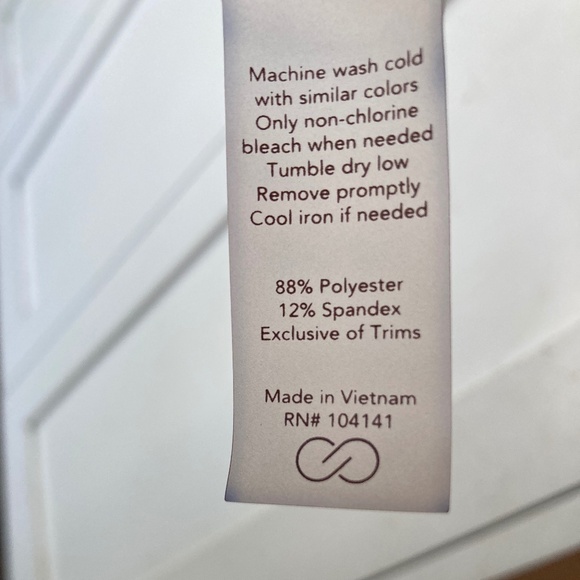 Machine wash cold
with similar colors
Only non-chlorine
bleach when needed
Tumble dry low
Remove promptly
Cool iron if needed
88% Polyester
12% Spandex
Exclusive of Trims
Made in Vietnam
RN# 104141